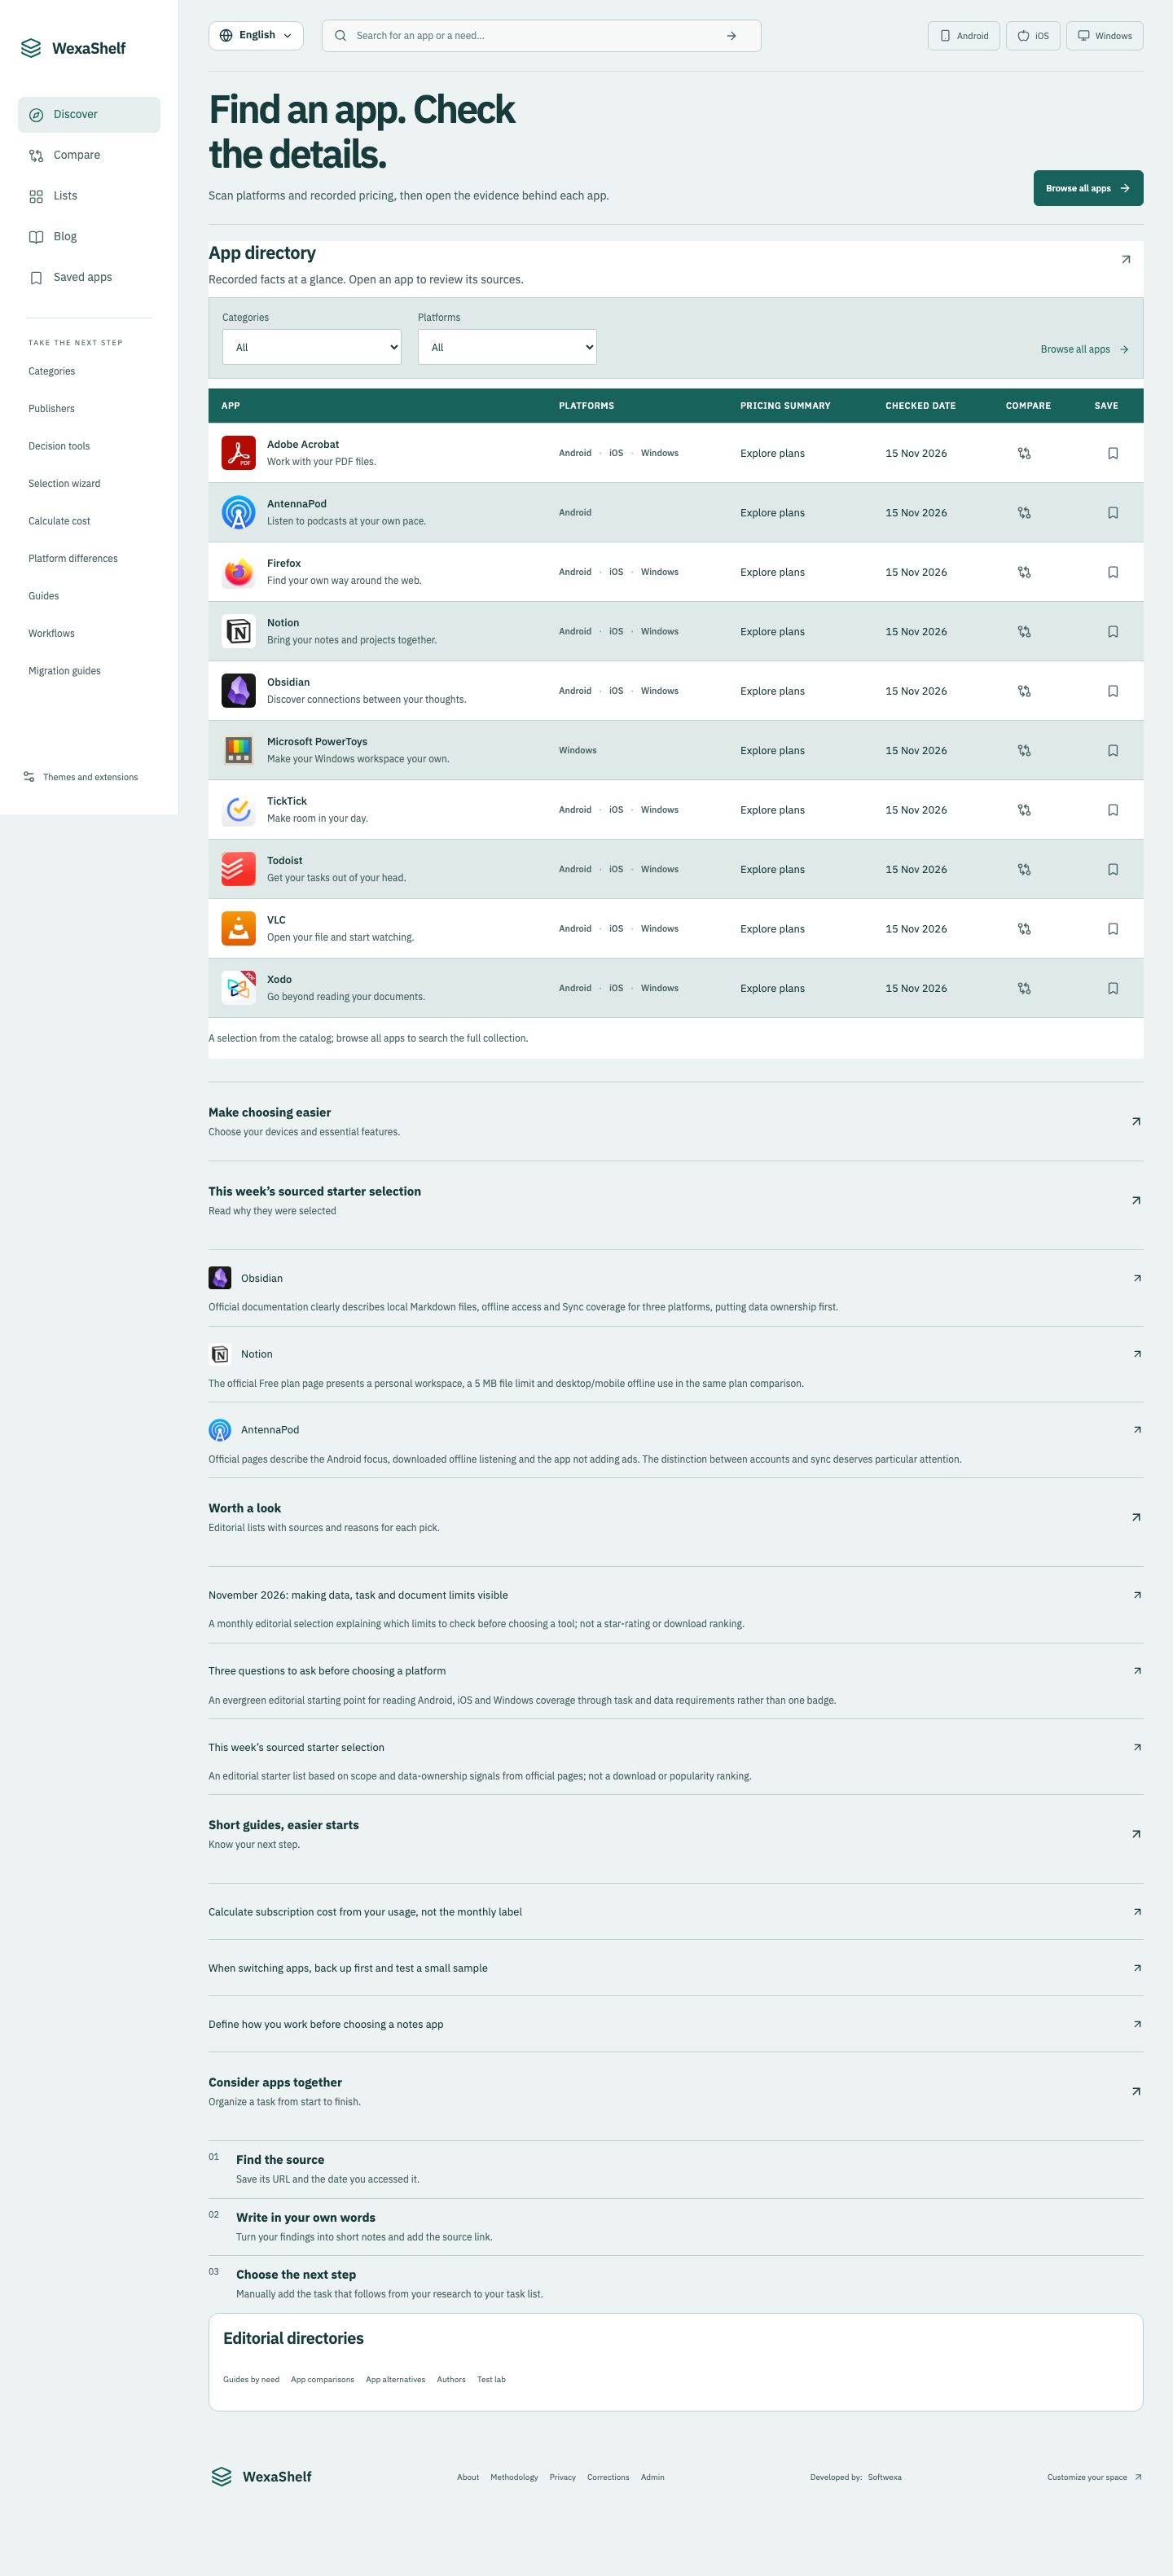 WexaShelf
Discover
Compare
Lists
Blog
Saved apps
TAKE THE NEXT STEP
Categories
Publishers
Decision tools
Selection wizard
Calculate cost
Platform differences
Guides
Workflows
Migration guides
Themes and extensions
English
Search for an app or a need...
Android
iOS
Windows
Find an app. Check
the details.
Scan platforms and recorded pricing, then open the evidence behind each app.
Browse all apps
App directory
Recorded facts at a glance. Open an app to review its sources.
Categories
Platforms
All
All
Browse all apps
APP PLATFORMS PRICING SUMMARY CHECKED DATE COMPARE SAVE
Adobe Acrobat
Work with your PDF files.
Android · iOS · Windows
Explore plans
15 Nov 2026
AntennaPod
Listen to podcasts at your own pace.
Android
Explore plans
15 Nov 2026
Firefox
Find your own way around the web.
Android · iOS · Windows
Explore plans
15 Nov 2026
Notion
Bring your notes and projects together.
Android · iOS · Windows
Explore plans
15 Nov 2026
Obsidian
Discover connections between your thoughts.
Android · iOS · Windows
Explore plans
15 Nov 2026
Microsoft PowerToys
Make your Windows workspace your own.
Windows
Explore plans
15 Nov 2026
TickTick
Make room in your day.
Android · iOS · Windows
Explore plans
15 Nov 2026
Todoist
Get your tasks out of your head.
Android · iOS · Windows
Explore plans
15 Nov 2026
VLC
Open your file and start watching.
Android · iOS · Windows
Explore plans
15 Nov 2026
Xodo
Go beyond reading your documents.
Android · iOS · Windows
Explore plans
15 Nov 2026
A selection from the catalog; browse all apps to search the full collection.
Make choosing easier
Choose your devices and essential features.
This week’s sourced starter selection
Read why they were selected
Obsidian
Official documentation clearly describes local Markdown files, offline access and Sync coverage for three platforms, putting data ownership first.
Notion
The official Free plan page presents a personal workspace, a 5 MB file limit and desktop/mobile offline use in the same plan comparison.
AntennaPod
Official pages describe the Android focus, downloaded offline listening and the app not adding ads. The distinction between accounts and sync deserves particular attention.
Worth a look
Editorial lists with sources and reasons for each pick.
November 2026: making data, task and document limits visible
A monthly editorial selection explaining which limits to check before choosing a tool; not a star-rating or download ranking.
Three questions to ask before choosing a platform
An evergreen editorial starting point for reading Android, iOS and Windows coverage through task and data requirements rather than one badge.
This week’s sourced starter selection
An editorial starter list based on scope and data-ownership signals from official pages; not a download or popularity ranking.
Short guides, easier starts
Know your next step.
Calculate subscription cost from your usage, not the monthly label
When switching apps, back up first and test a small sample
Define how you work before choosing a notes app
Consider apps together
Organize a task from start to finish.
01 Find the source
Save its URL and the date you accessed it.
02 Write in your own words
Turn your findings into short notes and add the source link.
03 Choose the next step
Manually add the task that follows from your research to your task list.
Editorial directories
Guides by need App comparisons App alternatives Authors Test lab
WexaShelf
About Methodology Privacy Corrections Admin
Developed by: Softwexa
Customize your space